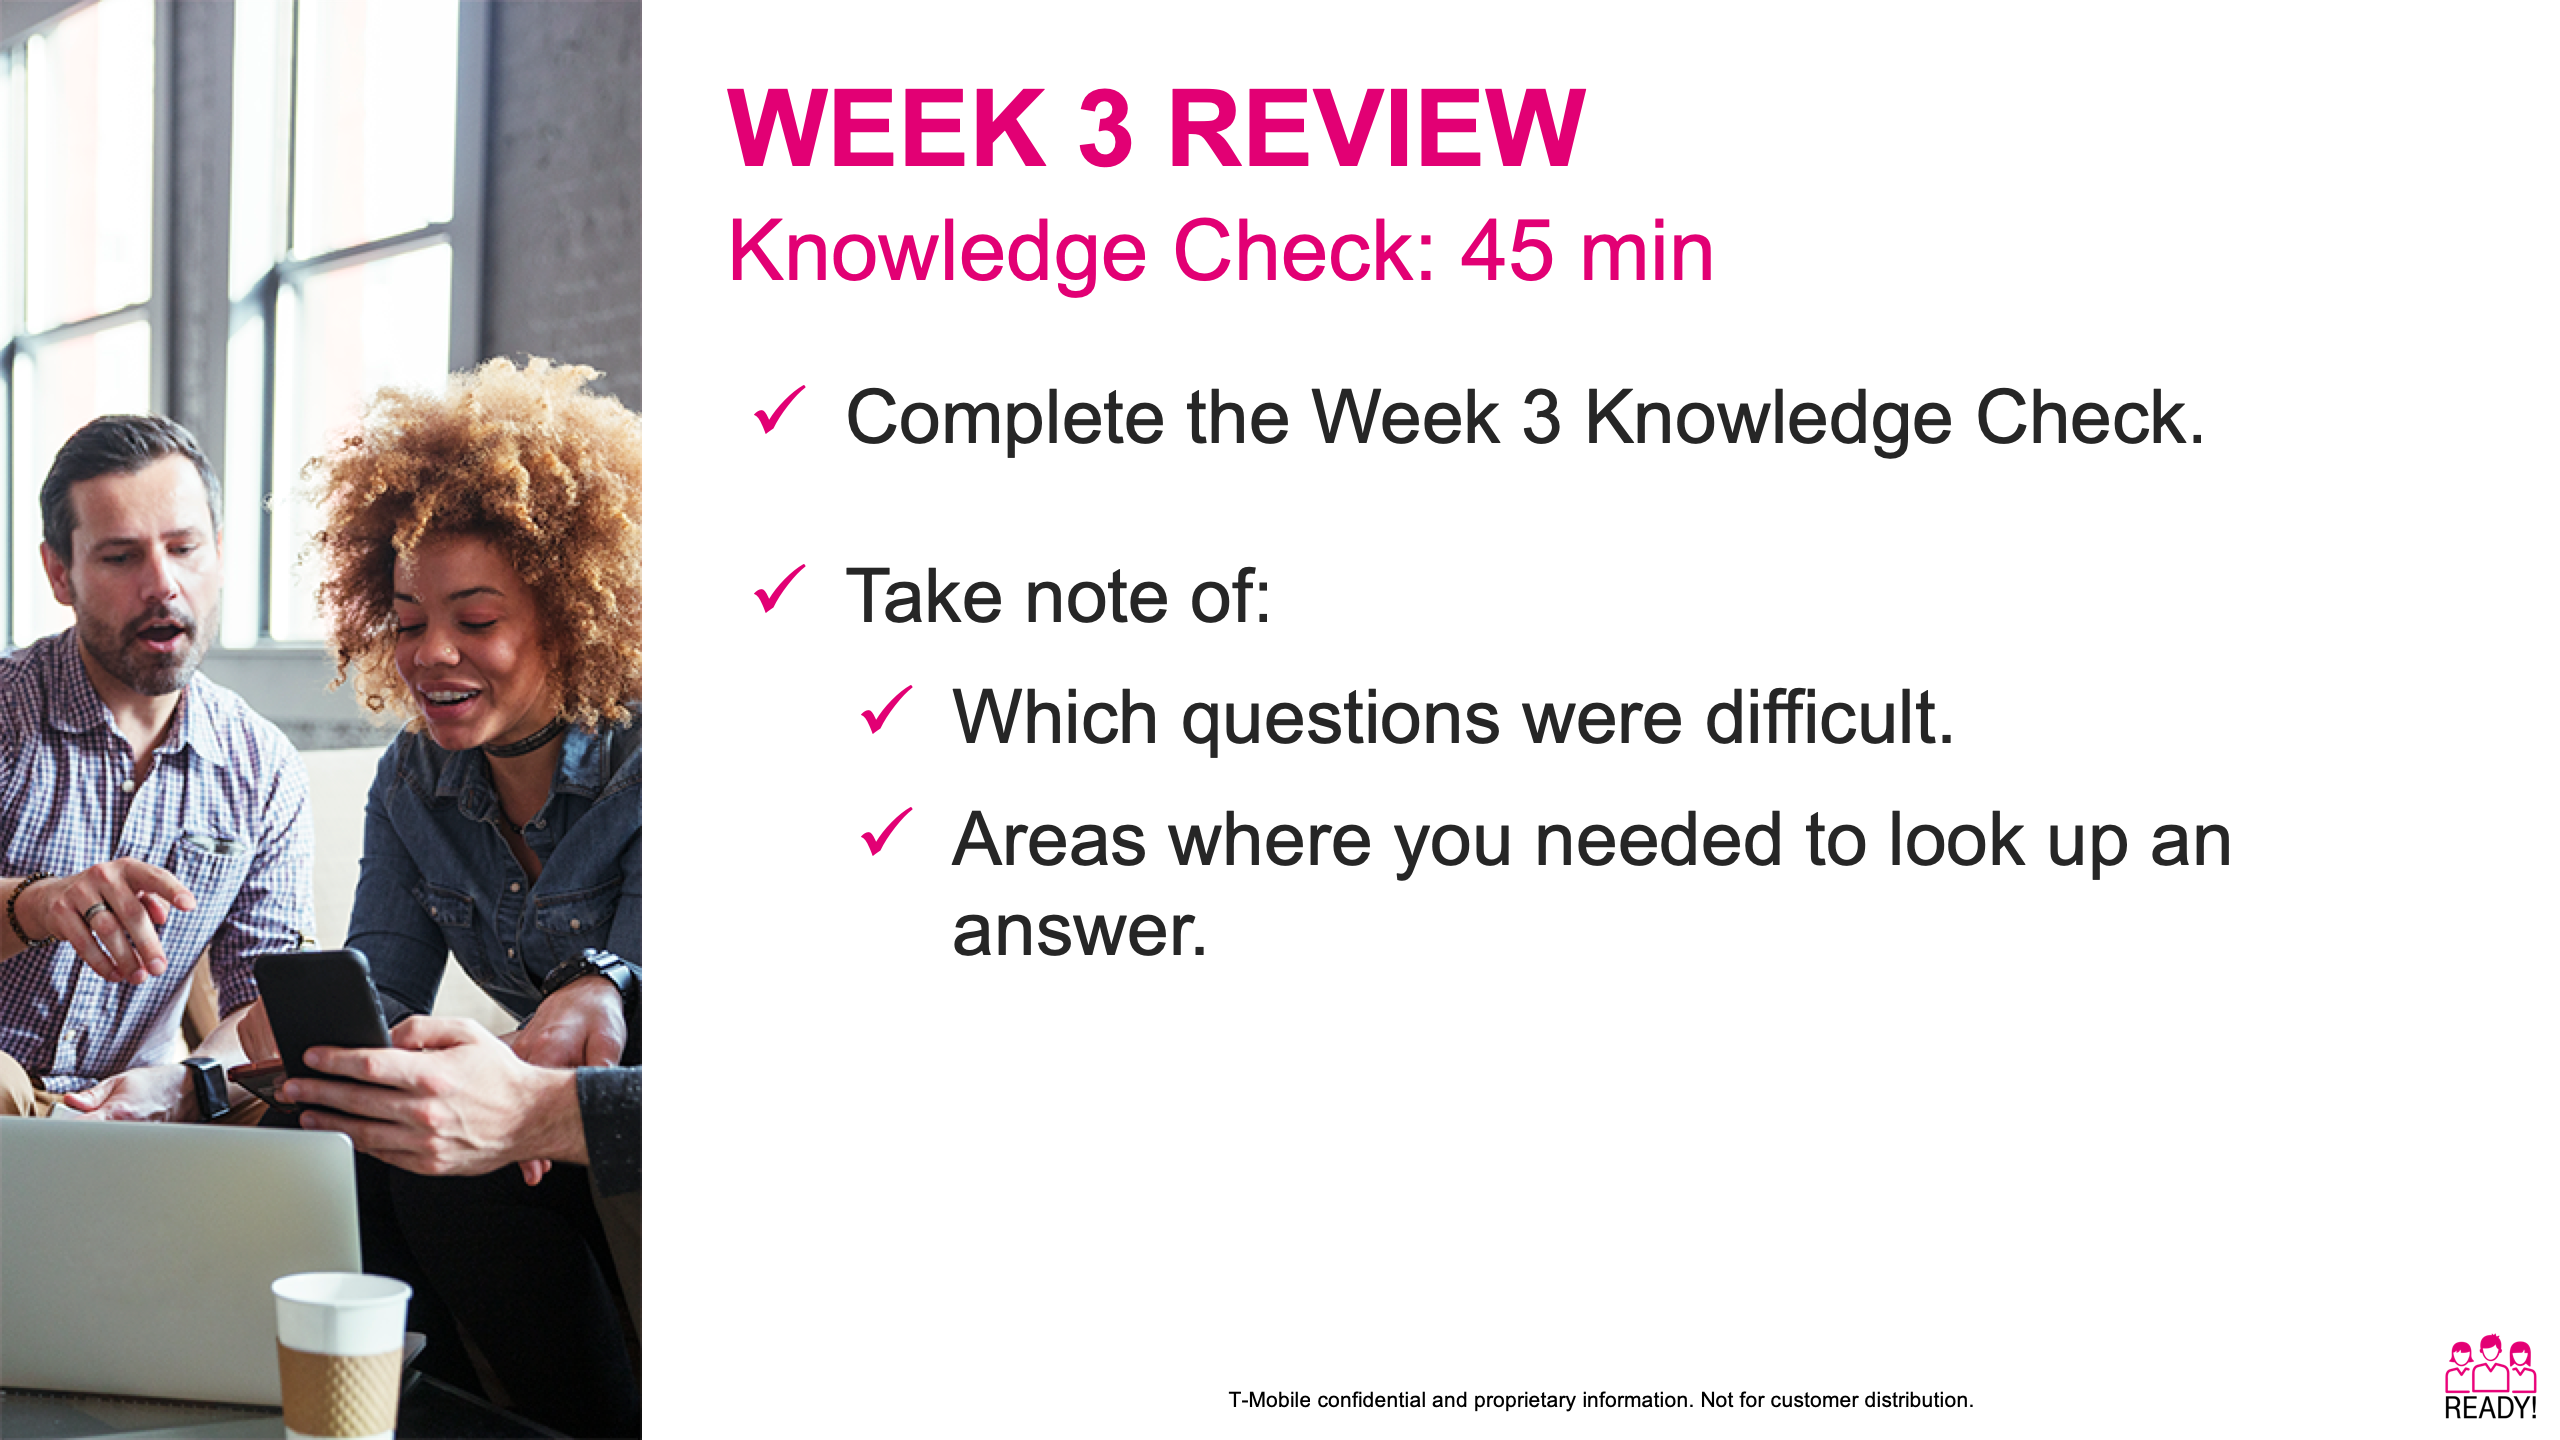 WEEK 3 REVIEW
Knowledge Check: 45 min
✓ Complete the Week 3 Knowledge Check.
✓ Take note of:
✓ Which questions were difficult.
✓ Areas where you needed to look up an
answer.
T-Mobile confidential and proprietary information. Not for customer distribution.
READY!